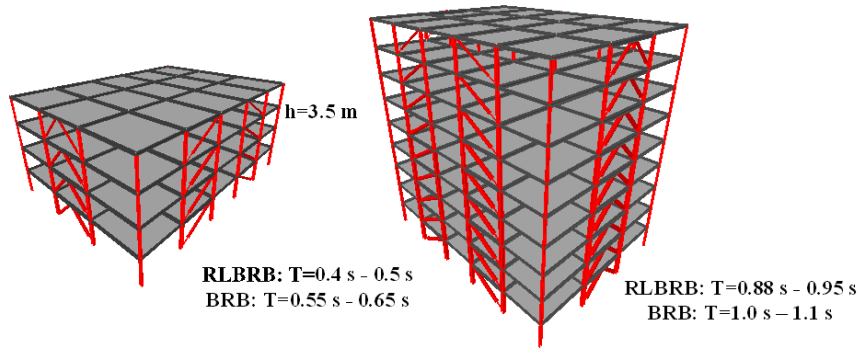 h=3.5 m
RLBRB: T=0.4 s - 0.5 s
BRB: T=0.55 s - 0.65 s
RLBRB: T=0.88 s - 0.95 s
BRB: T=1.0 s – 1.1 s